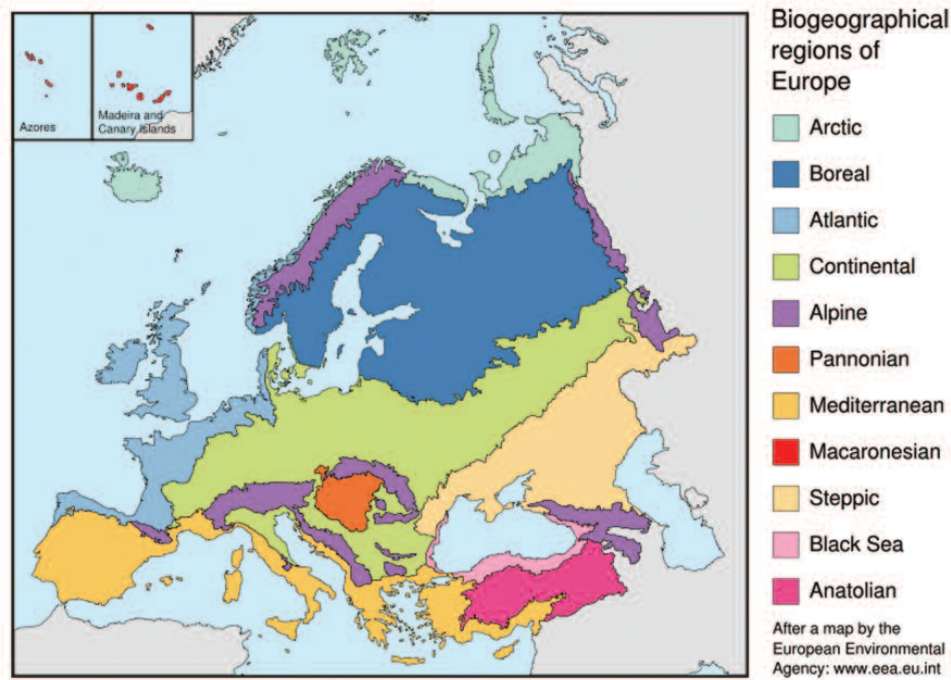 Biogeographical
regions of
Europe
Azores
Madeira and
Canary Islands
Arctic
Boreal
Atlantic
Continental
Alpine
Pannonian
Mediterranean
Macaronesian
Steppic
Black Sea
Anatolian
After a map by the
European Environmental
Agency: www.eea.eu.int